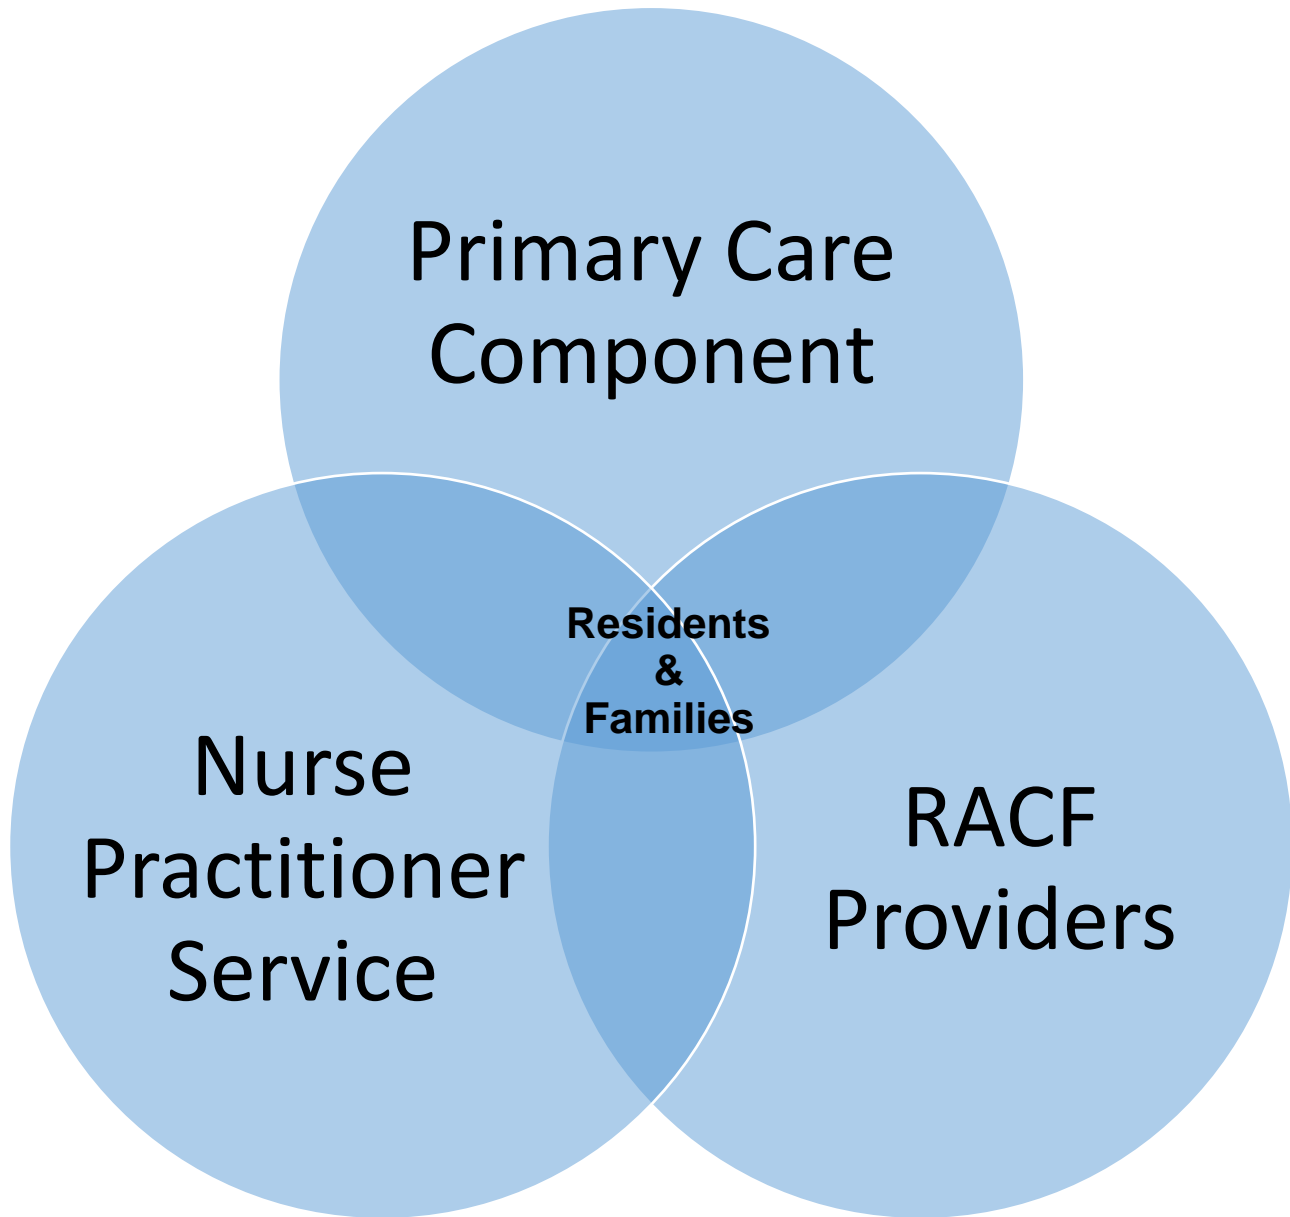 Primary Care
Component
Residents
&
Families
Nurse
Practitioner
Service
RACF
Providers